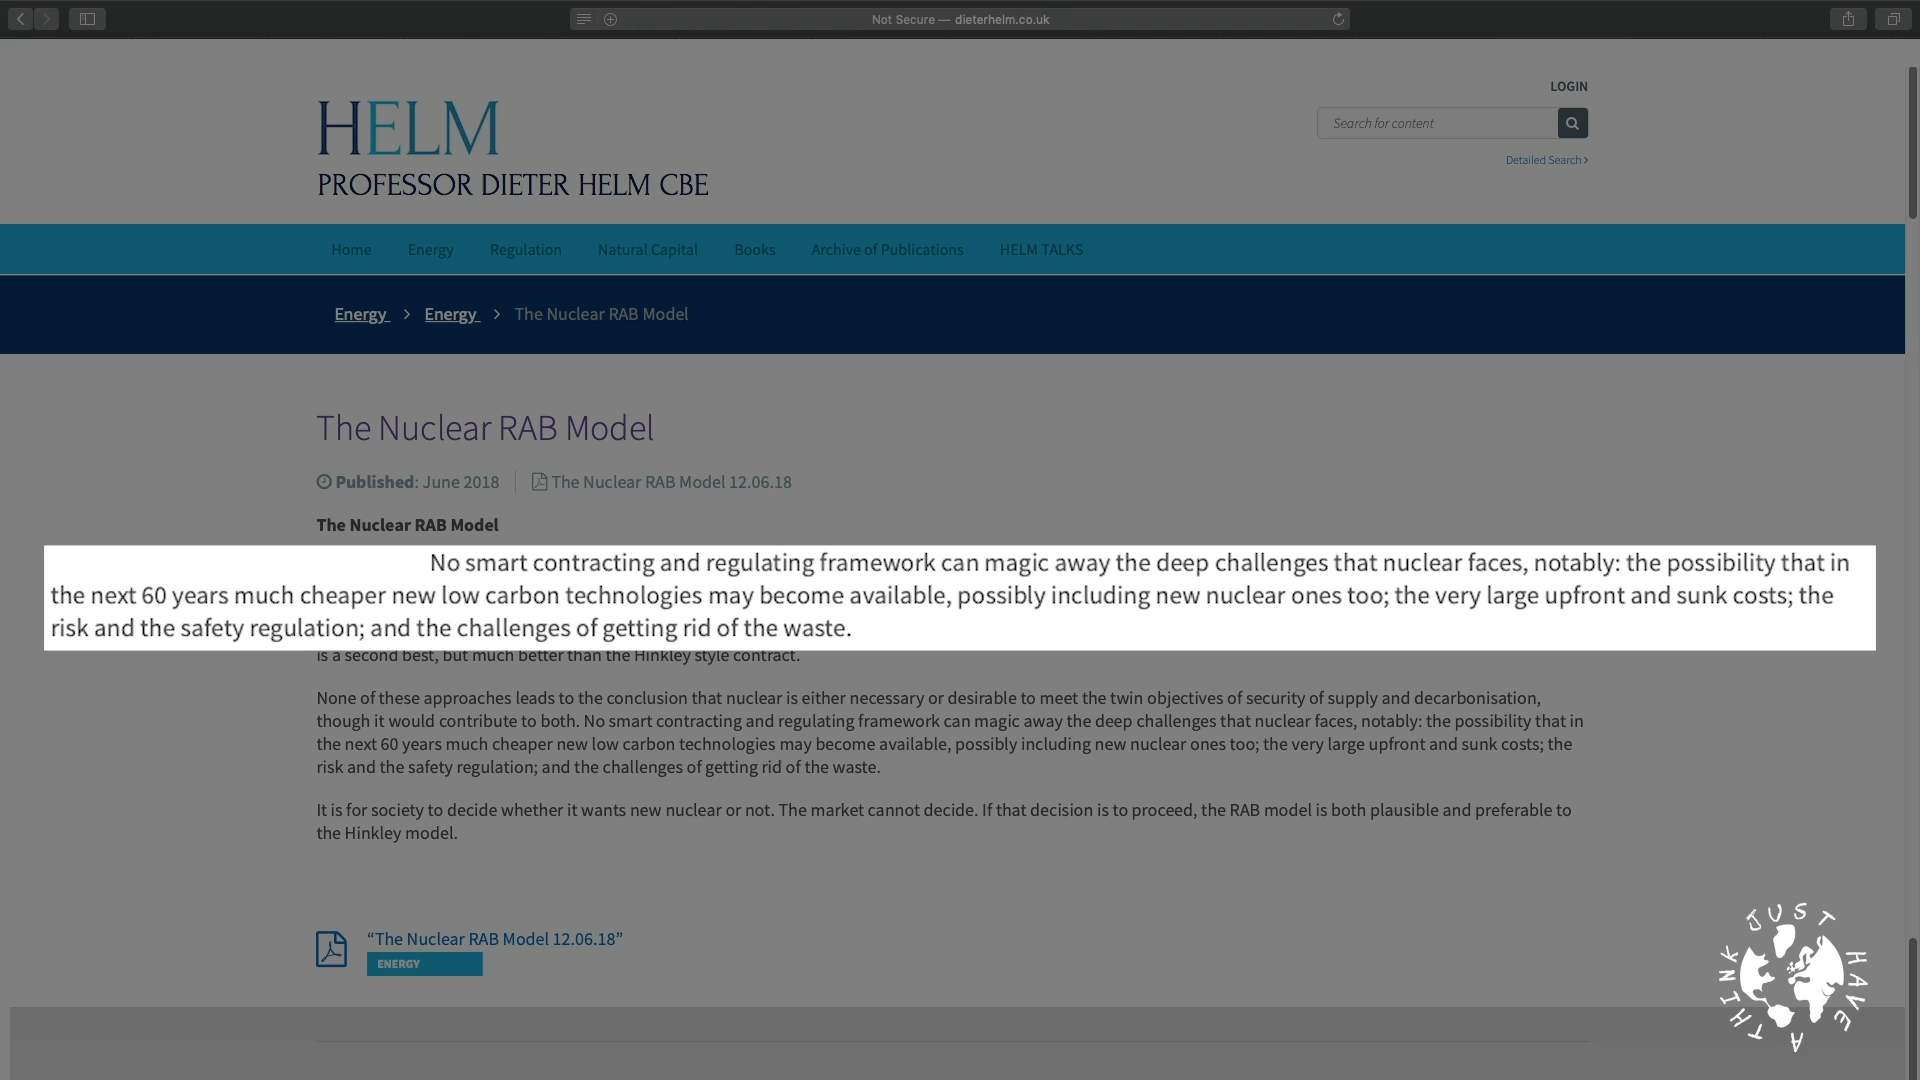 Not Secure — dieterhelm.co.uk
LOGIN
HELM
PROFESSOR DIETER HELM CBE
Search for content
Detailed Search >
Home Energy Regulation Natural Capital Books Archive of Publications HELM TALKS
Energy > Energy > The Nuclear RAB Model
The Nuclear RAB Model
Published: June 2018 The Nuclear RAB Model 12.06.18
The Nuclear RAB Model
No smart contracting and regulating framework can magic away the deep challenges that nuclear faces, notably: the possibility that in
the next 60 years much cheaper new low carbon technologies may become available, possibly including new nuclear ones too; the very large upfront and sunk costs; the
risk and the safety regulation; and the challenges of getting rid of the waste.
is a second best, but much better than the Hinkley style contract.
None of these approaches leads to the conclusion that nuclear is either necessary or desirable to meet the twin objectives of security of supply and decarbonisation,
though it would contribute to both. No smart contracting and regulating framework can magic away the deep challenges that nuclear faces, notably: the possibility that in
the next 60 years much cheaper new low carbon technologies may become available, possibly including new nuclear ones too; the very large upfront and sunk costs; the
risk and the safety regulation; and the challenges of getting rid of the waste.
It is for society to decide whether it wants new nuclear or not. The market cannot decide. If that decision is to proceed, the RAB model is both plausible and preferable to
the Hinkley model.
“The Nuclear RAB Model 12.06.18”
ENERGY
JUST HAVE A THINK